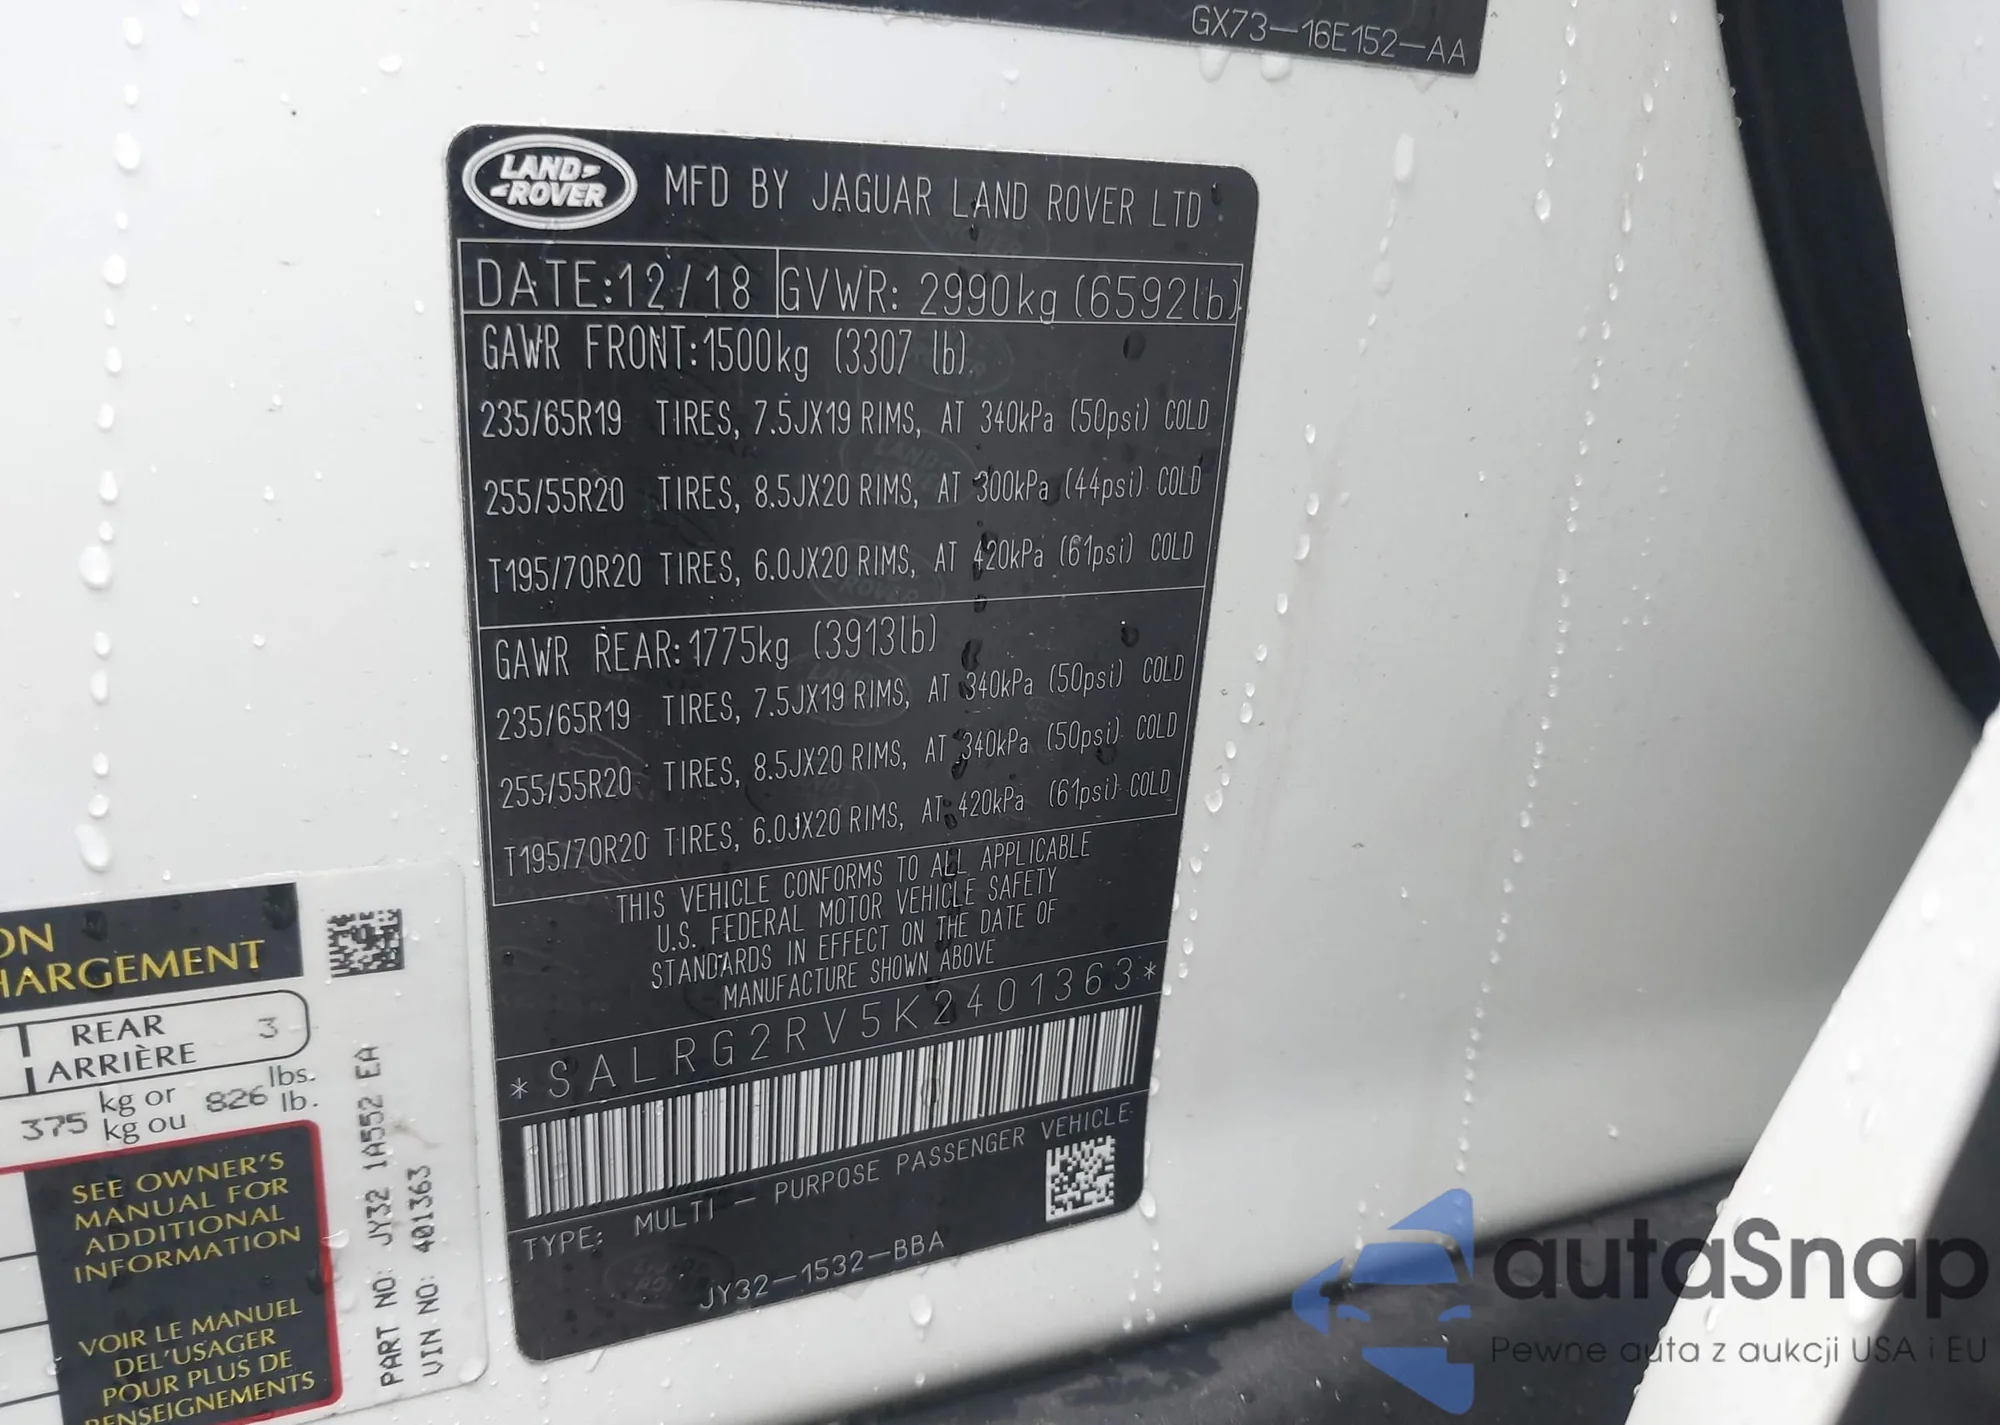 GX73-16E152-AA
LAND
ROVER
MFD BY JAGUAR LAND ROVER LTD
DATE:12/18 GVWR: 2990kg (6592lb)
GAWR FRONT:1500kg (3307 lb)
235/65R19 TIRES, 7.5JX19 RIMS, AT 340kPa (50psi) COLD
255/55R20 TIRES, 8.5JX20 RIMS, AT 300kPa (44psi) COLD
T195/70R20 TIRES, 6.0JX20 RIMS, AT 420kPa (61psi) COLD
GAWR REAR:1775kg (3913lb)
235/65R19 TIRES, 7.5JX19 RIMS, AT 340kPa (50psi) COLD
255/55R20 TIRES, 8.5JX20 RIMS, AT 340kPa (50psi) COLD
T195/70R20 TIRES, 6.0JX20 RIMS, AT 420kPa (61psi) COLD
THIS VEHICLE CONFORMS TO ALL APPLICABLE
U.S. FEDERAL MOTOR VEHICLE SAFETY
STANDARDS IN EFFECT ON THE DATE OF
MANUFACTURE SHOWN ABOVE
*SALRG2RV5K2401363*
TYPE: MULTI - PURPOSE PASSENGER VEHICLE
JY32-1532-BBA
ON
HARGEMENT
REAR 3
ARRIÈRE
375 kg or 826 lbs.
kg ou lb.
SEE OWNER'S
MANUAL FOR
ADDITIONAL
INFORMATION
VOIR LE MANUEL
DEL'USAGER
POUR PLUS DE
RENSEIGNEMENTS
PART NO: JY32 1A552 EA
VIN NO: 401363
autaSnap
Pewne auta z aukcji USA i EU